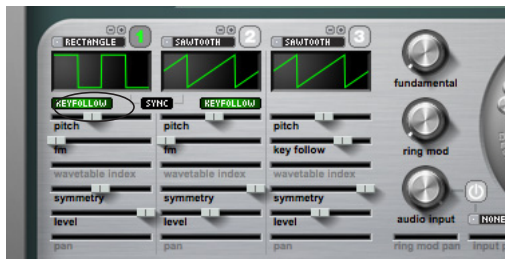 RECTANGLE 1 SAWTOOTH 2 SAWTOOTH 3
fundamental
KEYFOLLOW SYNC KEYFOLLOW
pitch pitch pitch
fm fm key follow ring mod
wavetable index wavetable index wavetable index
symmetry symmetry symmetry
level level level audio input NONE
pan pan pan ring mod pan input p